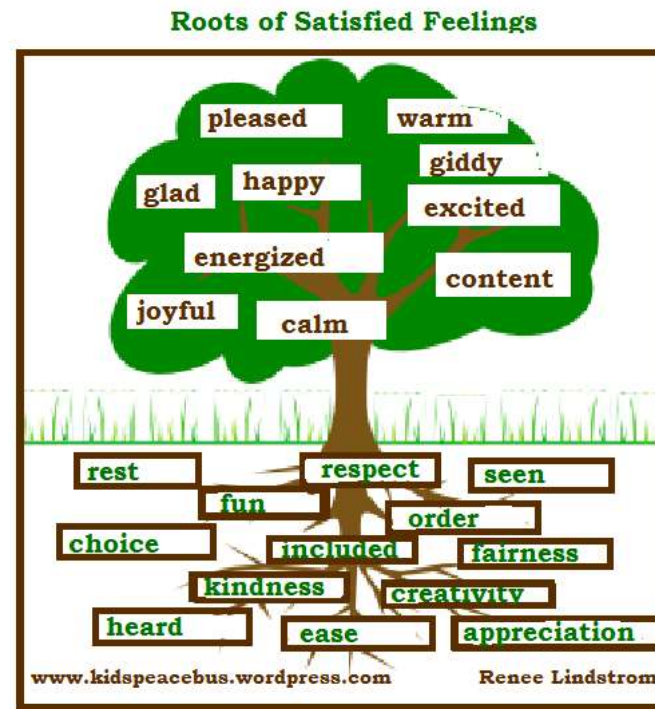 Roots of Satisfied Feelings
pleased
warm
giddy
glad
happy
excited
energized
content
joyful
calm
rest
respect
seen
fun
order
choice
included
fairness
kindness
creativity
heard
ease
appreciation
www.kidspeacebus.wordpress.com Renee Lindstrom